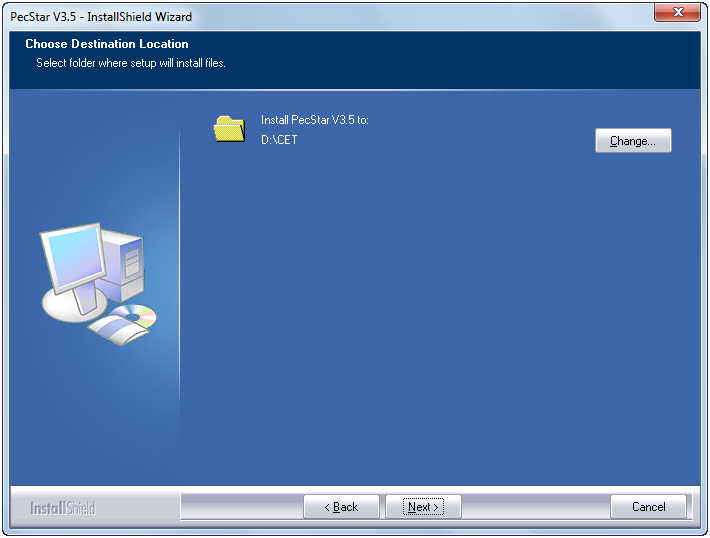 PecStar V3.5 - InstallShield Wizard
Choose Destination Location
Select folder where setup will install files.
Install PecStar V3.5 to:
D:\CET
Change...
InstallShield
< Back
Next >
Cancel